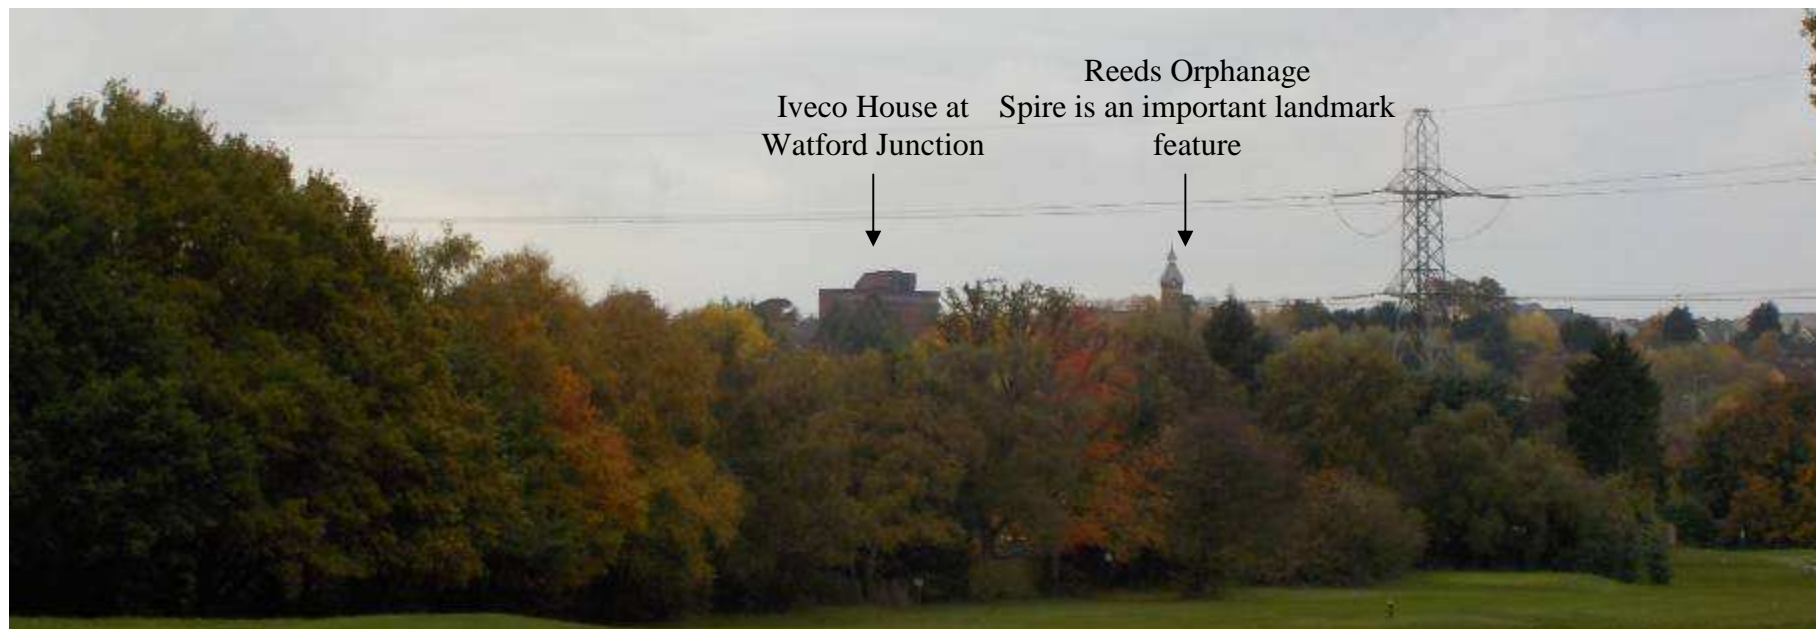 Iveco House at
Watford Junction
Reeds Orphanage
Spire is an important landmark
feature